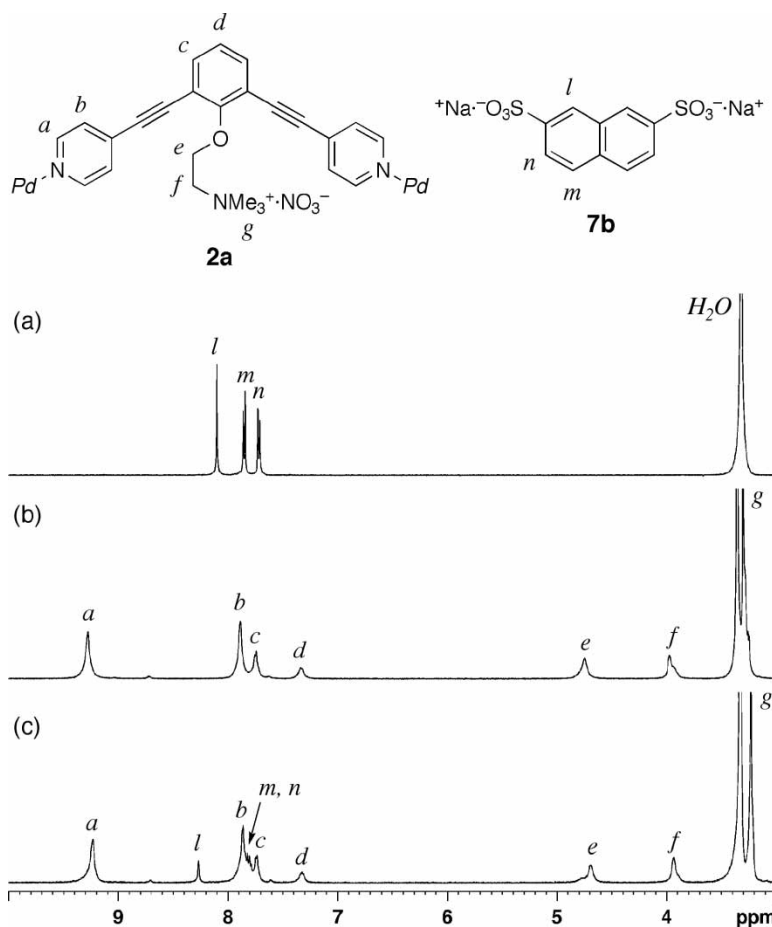 d
c
b
a
N
Pd
O
e
f
NMe₃⁺·NO₃⁻
g
N
Pd
2a
⁺Na·⁻O₃S
l
SO₃⁻·Na⁺
n
m
7b
(a)
l
m
n
H₂O
(b)
a
b
c
d
e
f
g
(c)
a
l
b
m, n
c
d
e
f
g
9 8 7 6 5 4 ppm